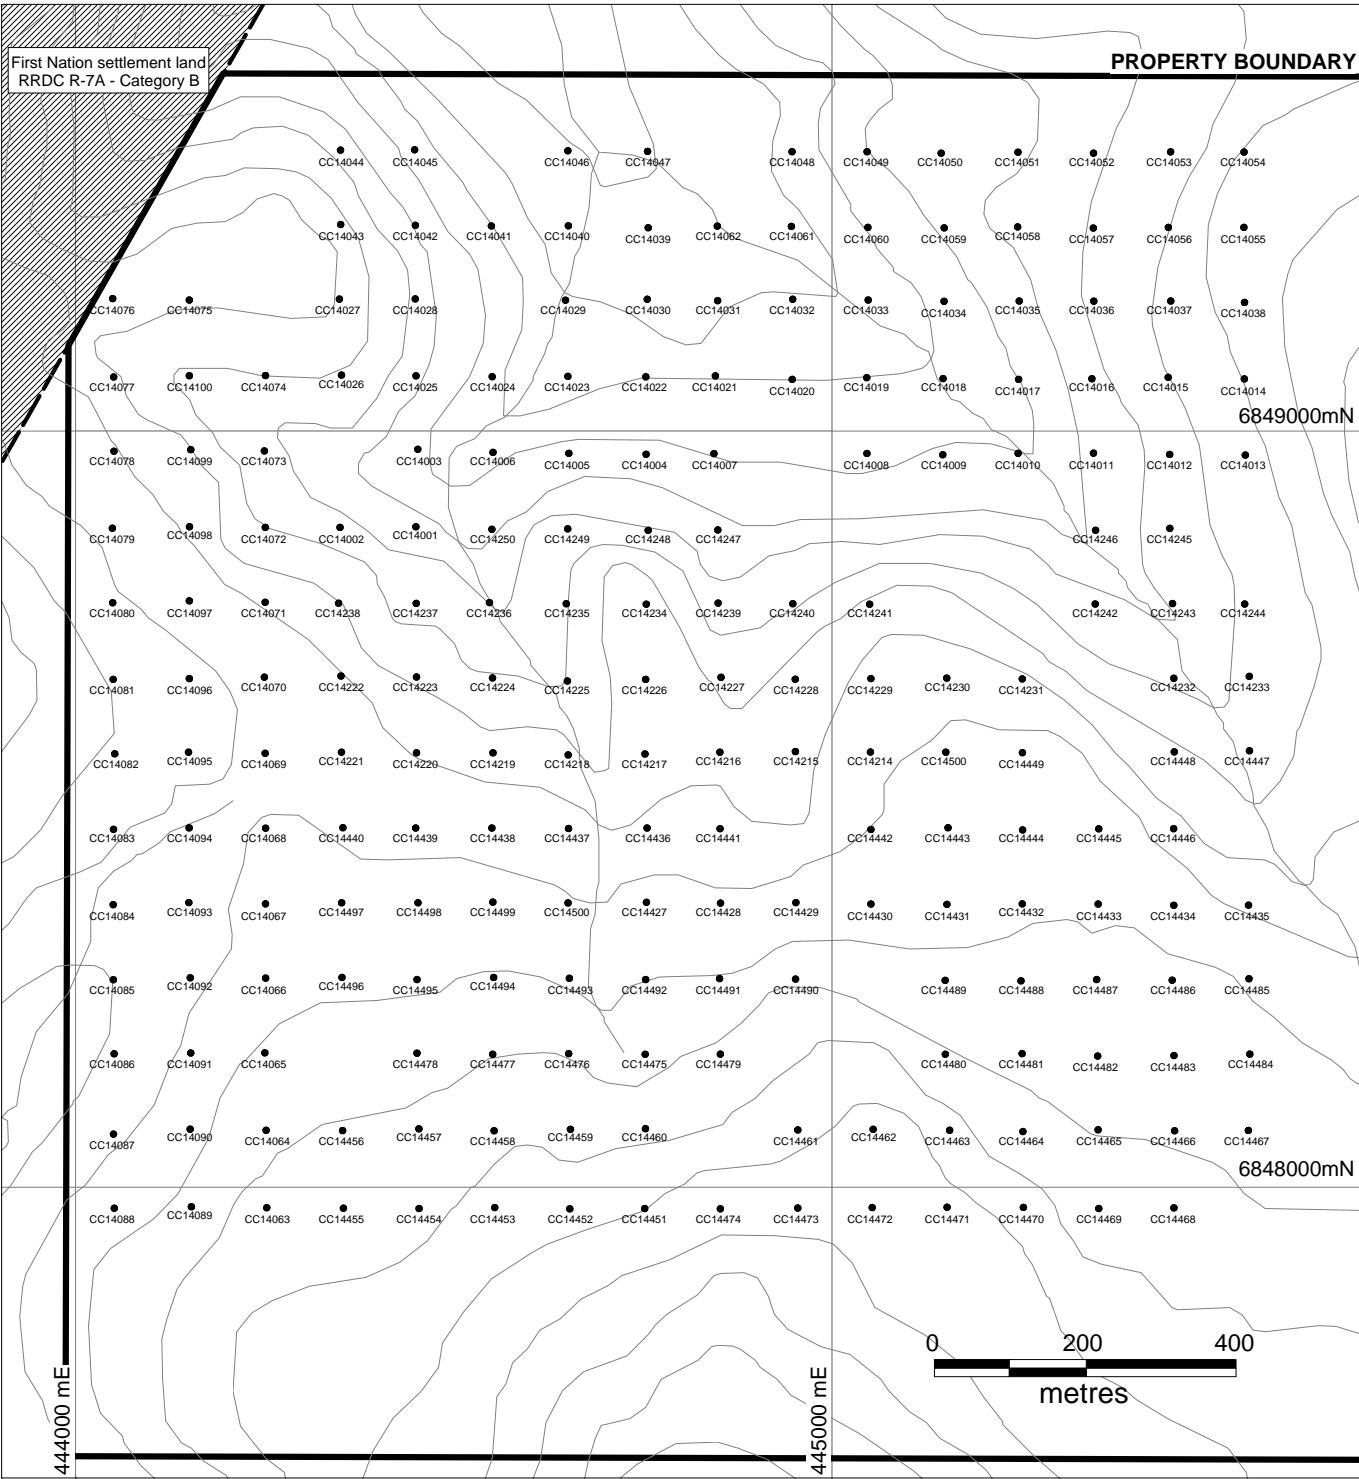 First Nation settlement land
RRDC R-7A - Category B
PROPERTY BOUNDARY
CC14044 CC14045 CC14046 CC14047 CC14048 CC14049 CC14050 CC14051 CC14052 CC14053 CC14054
CC14043 CC14042 CC14041 CC14040 CC14039 CC14062 CC14061 CC14060 CC14059 CC14058 CC14057 CC14056 CC14055
CC14076 CC14075 CC14027 CC14028 CC14029 CC14030 CC14031 CC14032 CC14033 CC14034 CC14035 CC14036 CC14037 CC14038
CC14077 CC14100 CC14074 CC14026 CC14025 CC14024 CC14023 CC14022 CC14021 CC14020 CC14019 CC14018 CC14017 CC14016 CC14015 CC14014
6849000mN
CC14078 CC14099 CC14073 CC14003 CC14006 CC14005 CC14004 CC14007 CC14008 CC14009 CC14010 CC14011 CC14012 CC14013
CC14079 CC14098 CC14072 CC14002 CC14001 CC14250 CC14249 CC14248 CC14247 CC14246 CC14245
CC14080 CC14097 CC14071 CC14238 CC14237 CC14236 CC14235 CC14234 CC14239 CC14240 CC14241 CC14242 CC14243 CC14244
CC14081 CC14096 CC14070 CC14222 CC14223 CC14224 CC14225 CC14226 CC14227 CC14228 CC14229 CC14230 CC14231 CC14232 CC14233
CC14082 CC14095 CC14069 CC14221 CC14220 CC14219 CC14218 CC14217 CC14216 CC14215 CC14214 CC14500 CC14449 CC14448 CC14447
CC14083 CC14094 CC14068 CC14440 CC14439 CC14438 CC14437 CC14436 CC14441 CC14442 CC14443 CC14444 CC14445 CC14446
CC14084 CC14093 CC14067 CC14497 CC14498 CC14499 CC14500 CC14427 CC14428 CC14429 CC14430 CC14431 CC14432 CC14433 CC14434 CC14435
CC14085 CC14092 CC14066 CC14496 CC14495 CC14494 CC14493 CC14492 CC14491 CC14490 CC14489 CC14488 CC14487 CC14486 CC14485
CC14086 CC14091 CC14065 CC14478 CC14477 CC14476 CC14475 CC14479 CC14480 CC14481 CC14482 CC14483 CC14484
CC14087 CC14090 CC14064 CC14456 CC14457 CC14458 CC14459 CC14460 CC14461 CC14462 CC14463 CC14464 CC14465 CC14466 CC14467
6848000mN
CC14088 CC14089 CC14063 CC14455 CC14454 CC14453 CC14452 CC14451 CC14474 CC14473 CC14472 CC14471 CC14470 CC14469 CC14468
0 200 400
metres
444000 mE
445000 mE